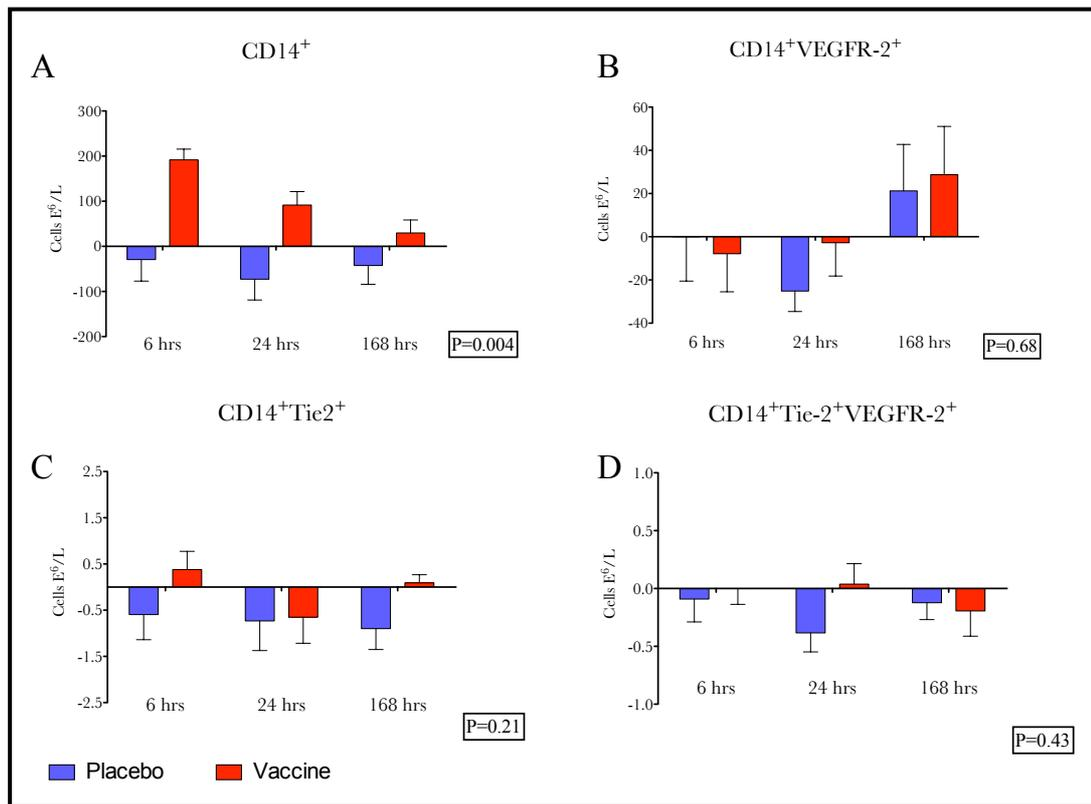 A
CD14⁺
Cells E⁶/L
300
200
100
0
-100
-200
6 hrs
24 hrs
168 hrs
P=0.004
B
CD14⁺VEGFR-2⁺
Cells E⁶/L
60
40
20
0
-20
-40
6 hrs
24 hrs
168 hrs
P=0.68
C
CD14⁺Tie2⁺
Cells E⁶/L
2.5
1.5
0.5
-0.5
-1.5
-2.5
6 hrs
24 hrs
168 hrs
P=0.21
D
CD14⁺Tie-2⁺VEGFR-2⁺
Cells E⁶/L
1.0
0.5
0.0
-0.5
-1.0
6 hrs
24 hrs
168 hrs
P=0.43
Placebo
Vaccine